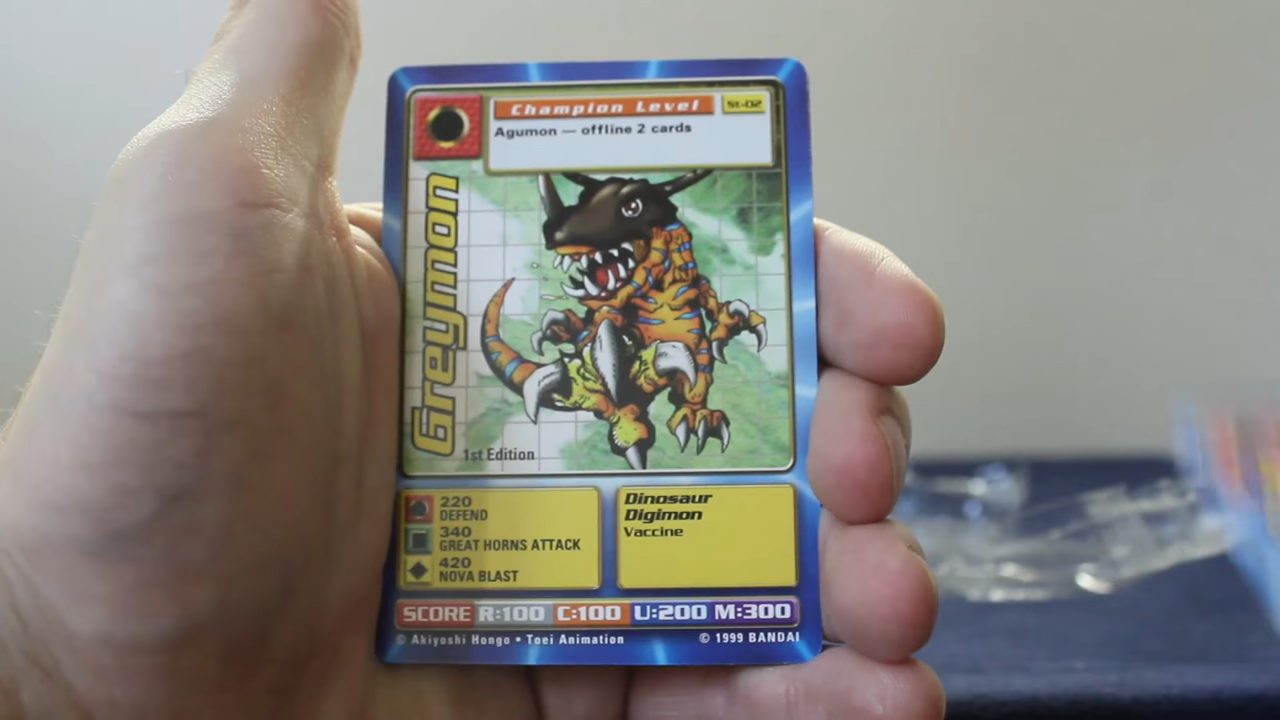 Champion Level
St-02
Agumon — offline 2 cards
Greymon
1st Edition
220
DEFEND
340
GREAT HORNS ATTACK
420
NOVA BLAST
Dinosaur
Digimon
Vaccine
SCORE R:100 C:100 U:200 M:300
© Akiyoshi Hongo • Toei Animation © 1999 BANDAI